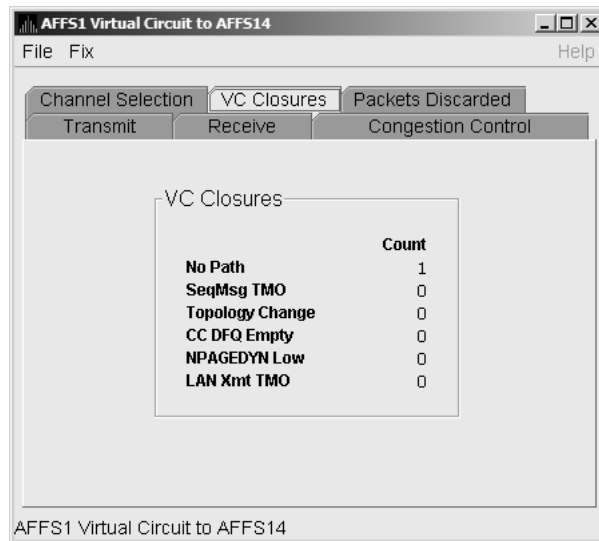 AFFS1 Virtual Circuit to AFFS14
File Fix Help
Channel Selection VC Closures Packets Discarded
Transmit Receive Congestion Control
VC Closures
Count
No Path 1
SeqMsg TMO 0
Topology Change 0
CC DFQ Empty 0
NPAGEDYN Low 0
LAN Xmt TMO 0
AFFS1 Virtual Circuit to AFFS14